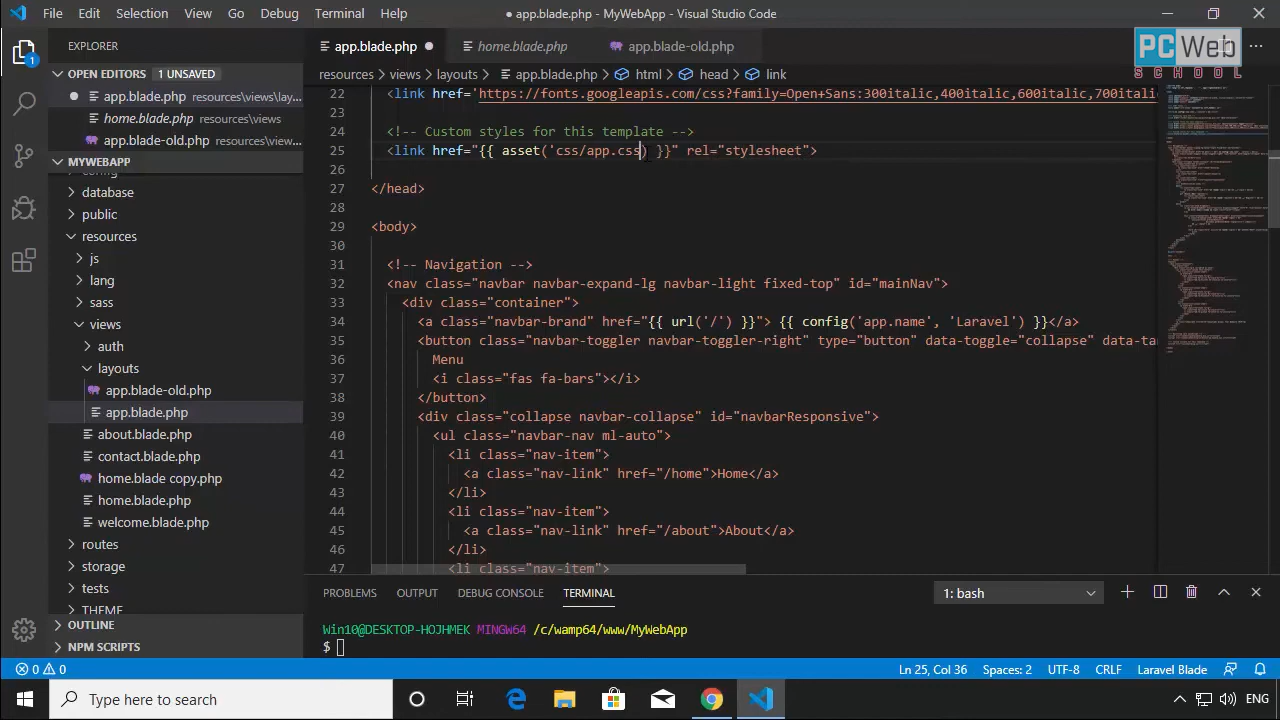 File Edit Selection View Go Debug Terminal Help
app.blade.php - MyWebApp - Visual Studio Code
PC Web
SCHOOL
EXPLORER
OPEN EDITORS 1 UNSAVED
app.blade.php resources\views\lay...
home.blade.php resources\views
app.blade-old.php resources\views\l...
MYWEBAPP
config
database
public
resources
js
lang
sass
views
auth
layouts
app.blade-old.php
app.blade.php
about.blade.php
contact.blade.php
home.blade copy.php
home.blade.php
welcome.blade.php
routes
storage
tests
THEME
OUTLINE
NPM SCRIPTS
app.blade.php home.blade.php app.blade-old.php
resources views layouts app.blade.php html head link
22 <link href="https://fonts.googleapis.com/css?family=Open+Sans:300italic,400italic,600italic,700itali
23
24 <!-- Custom styles for this template -->
25 <link href= css/app.css ) }}" rel="stylesheet">
26
27 </head>
28
29 <body>
30
31 <!-- Navigation -->
32 <nav class="navbar navbar-expand-lg navbar-light fixed-top" id="mainNav">
33 <div class="container">
34 <a class="navbar-brand" href="{{ url('/') }}">{{ config('app.name', 'Laravel') }}</a>
35 <button class="navbar-toggler navbar-toggler-right" type="button" data-toggle="collapse" data-tar
36 Menu
37 <i class="fas fa-bars"></i>
38 </button>
39 <div class="collapse navbar-collapse" id="navbarResponsive">
40 <ul class="navbar-nav ml-auto">
41 <li class="nav-item">
42 <a class="nav-link" href="/home">Home</a>
43 </li>
44 <li class="nav-item">
45 <a class="nav-link" href="/about">About</a>
46 </li>
47 <li class="nav-item">
PROBLEMS OUTPUT DEBUG CONSOLE TERMINAL 1: bash
Win10@DESKTOP-HOJHMEK MINGW64 /c/wamp64/www/MyWebApp
$
0 0 Ln 25, Col 36 Spaces: 2 UTF-8 CRLF Laravel Blade
Type here to search
ENG